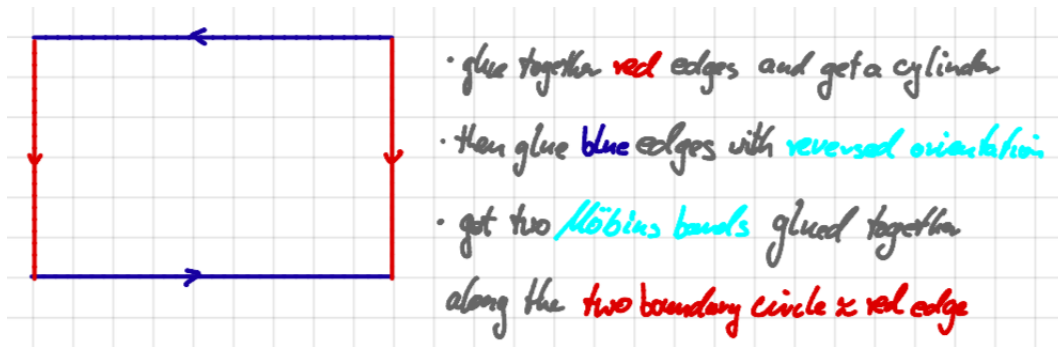 · glue together red edges and get a cylinder
· then glue blue edges with reversed orientation
· get two Möbius bands glued together
along the two boundary circle ≈ red edge